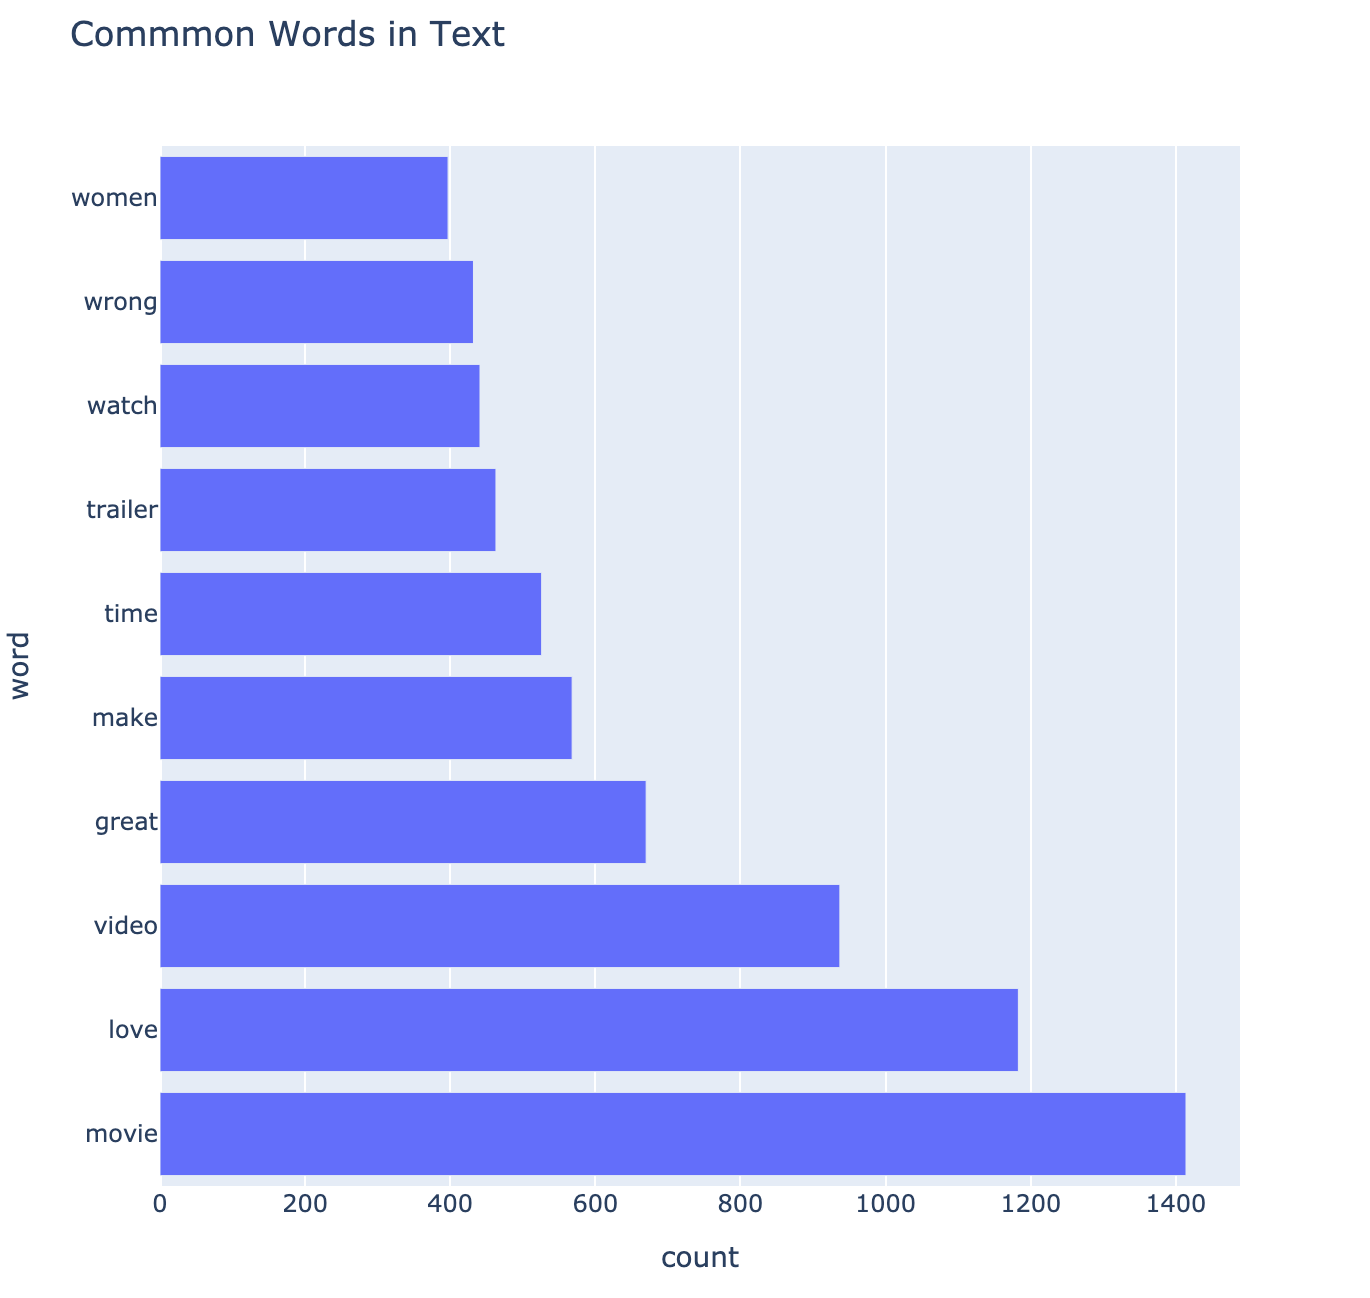 Commmon Words in Text
women
wrong
watch
trailer
time
make
great
video
love
movie
word
0 200 400 600 800 1000 1200 1400
count